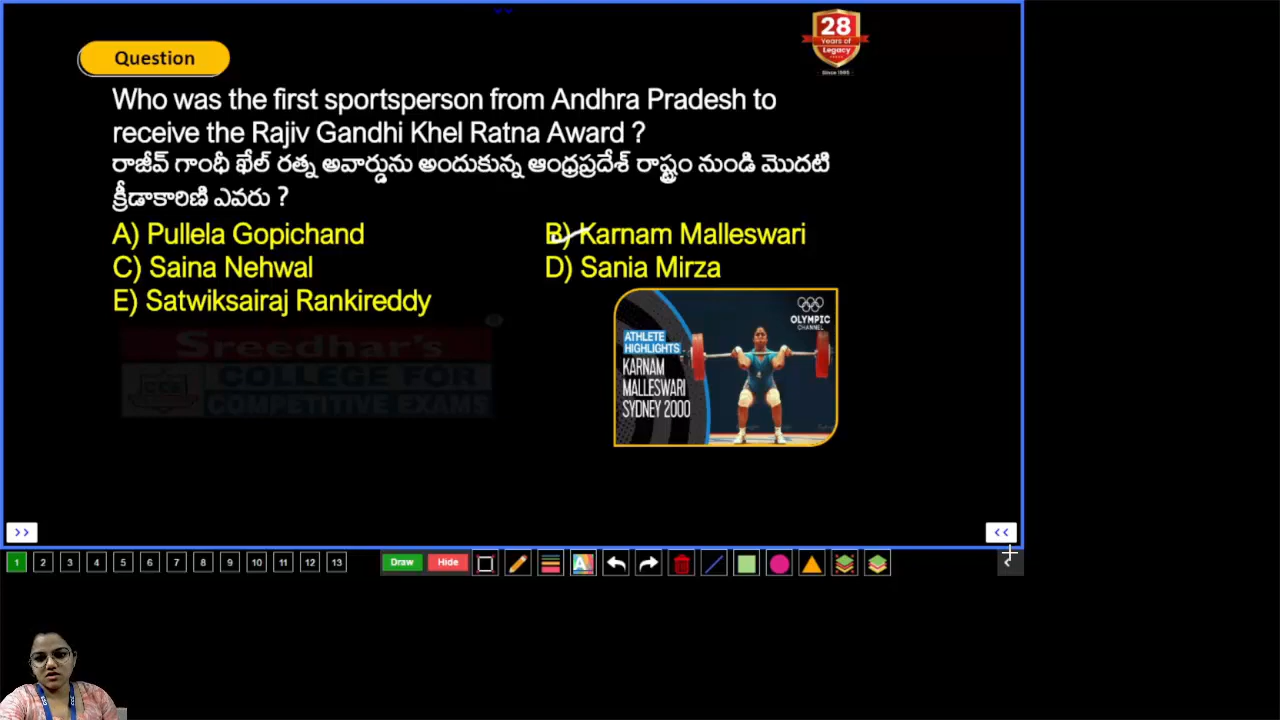 28
Years of
Legacy
Since 1996
Question
Who was the first sportsperson from Andhra Pradesh to
receive the Rajiv Gandhi Khel Ratna Award ?
రాజీవ్ గాంధీ ఖేల్ రత్న అవార్డును అందుకున్న ఆంధ్రప్రదేశ్ రాష్ట్రం నుండి మొదటి
క్రీడాకారిణి ఎవరు ?
A) Pullela Gopichand
B) Karnam Malleswari
C) Saina Nehwal
D) Sania Mirza
E) Satwiksairaj Rankireddy
OLYMPIC
CHANNEL
ATHLETE
HIGHLIGHTS
KARNAM
MALLESWARI
SYDNEY 2000
Sreedhar's
CCE
COLLEGE FOR
COMPETITIVE EXAMS
>>
<<
1 2 3 4 5 6 7 8 9 10 11 12 13
Draw Hide A